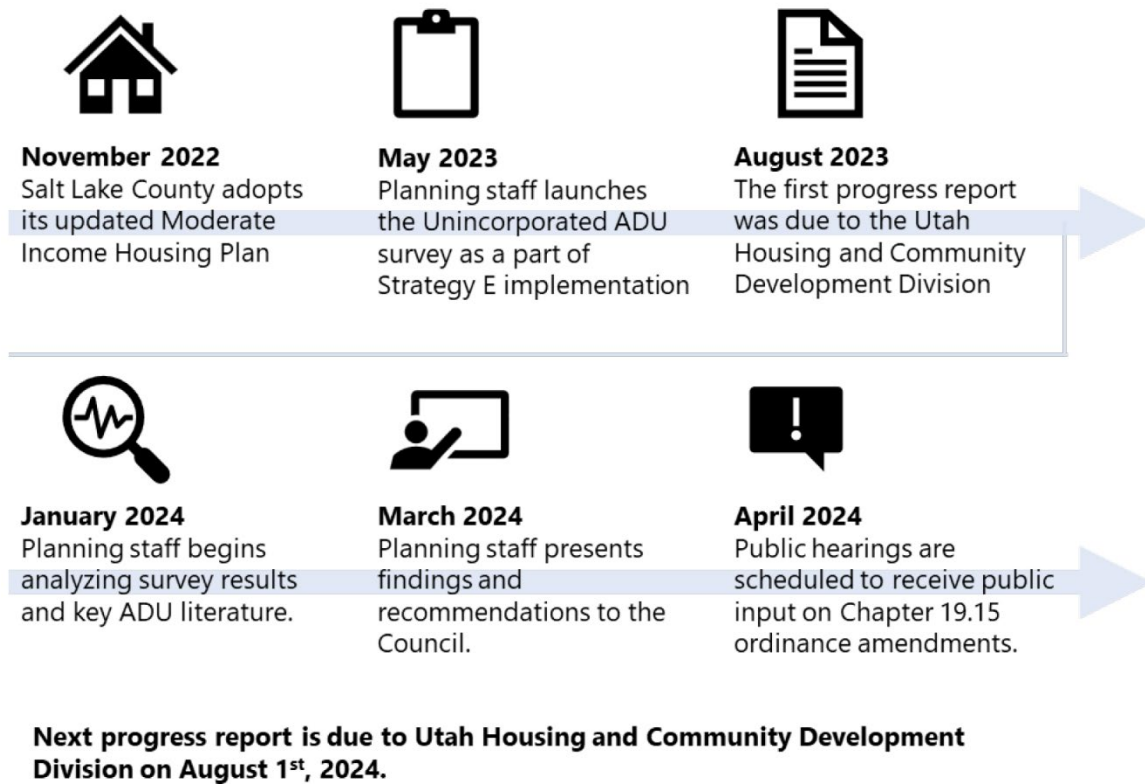 November 2022
Salt Lake County adopts
its updated Moderate
Income Housing Plan
May 2023
Planning staff launches
the Unincorporated ADU
survey as a part of
Strategy E implementation
August 2023
The first progress report
was due to the Utah
Housing and Community
Development Division
January 2024
Planning staff begins
analyzing survey results
and key ADU literature.
March 2024
Planning staff presents
findings and
recommendations to the
Council.
April 2024
Public hearings are
scheduled to receive public
input on Chapter 19.15
ordinance amendments.
Next progress report is due to Utah Housing and Community Development
Division on August 1st, 2024.